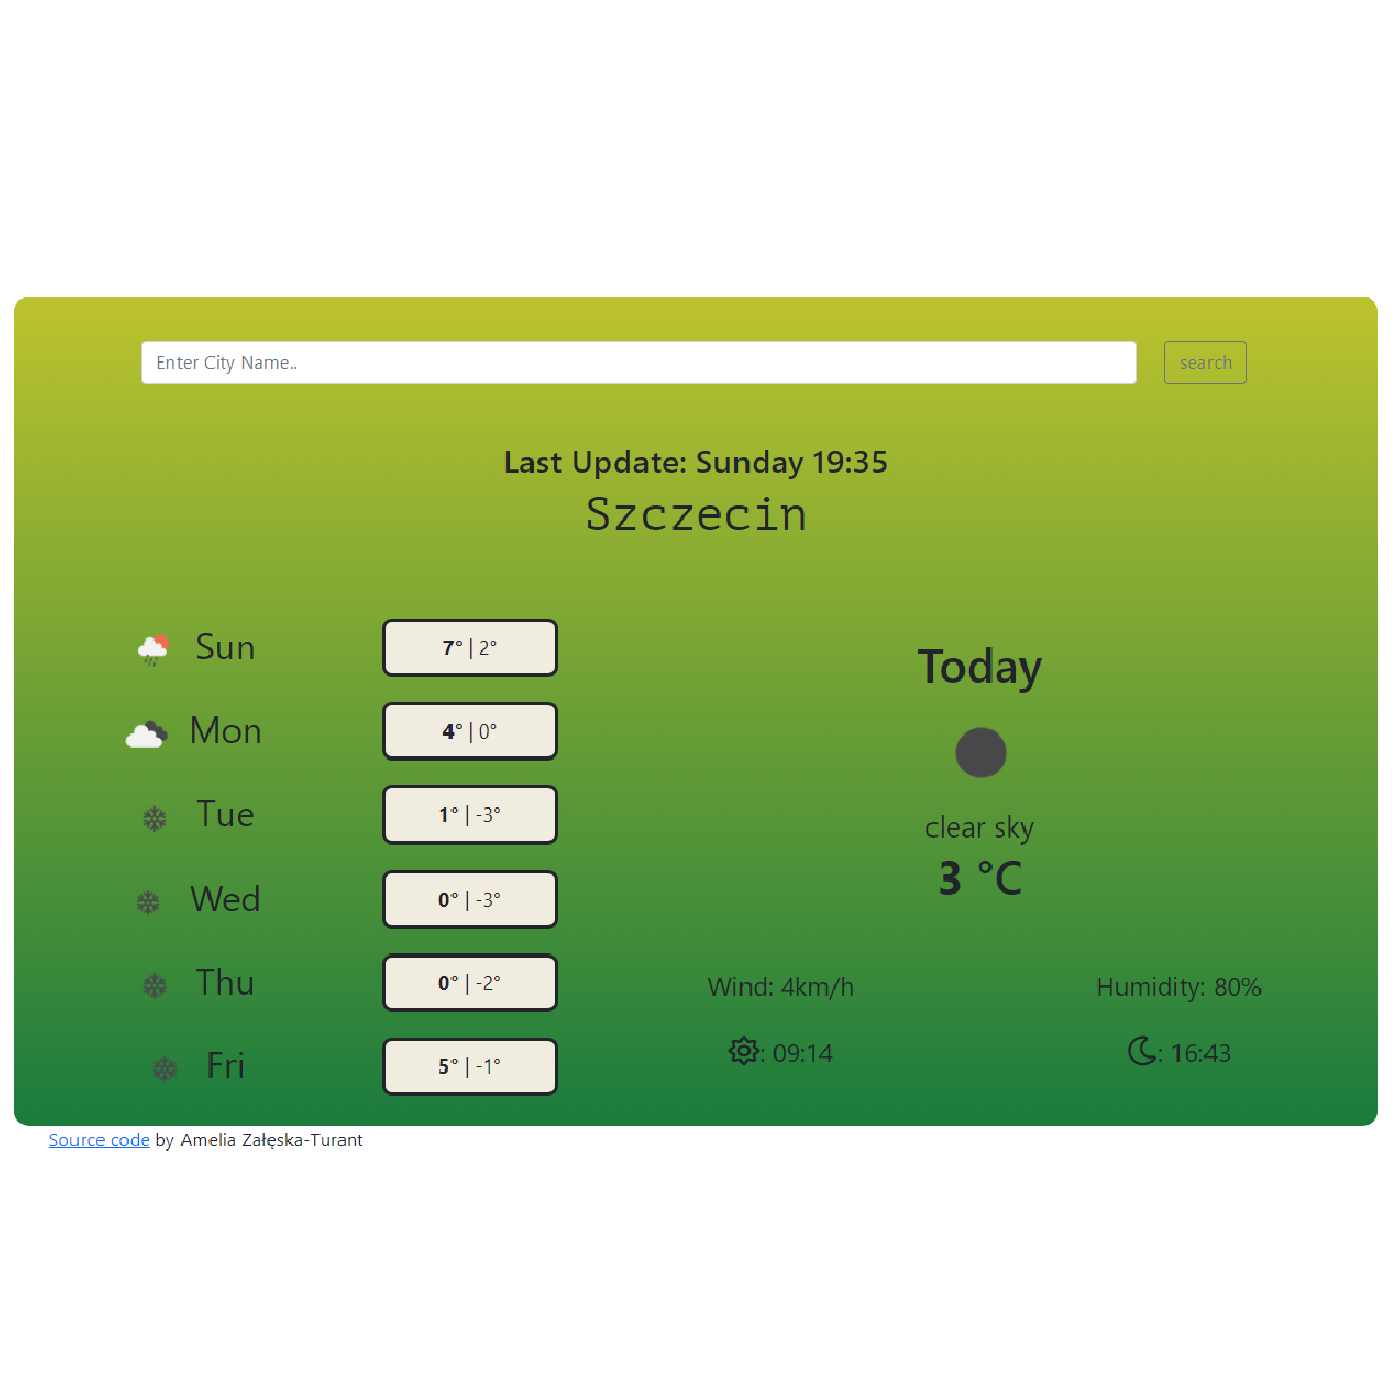 Enter City Name..
search
Last Update: Sunday 19:35
Szczecin
Sun 7° | 2°
Mon 4° | 0°
Tue 1° | -3°
Wed 0° | -3°
Thu 0° | -2°
Fri 5° | -1°
Today
clear sky
3 °C
Wind: 4km/h
Humidity: 80%
: 09:14
: 16:43
Source code by Amelia Załęska-Turant